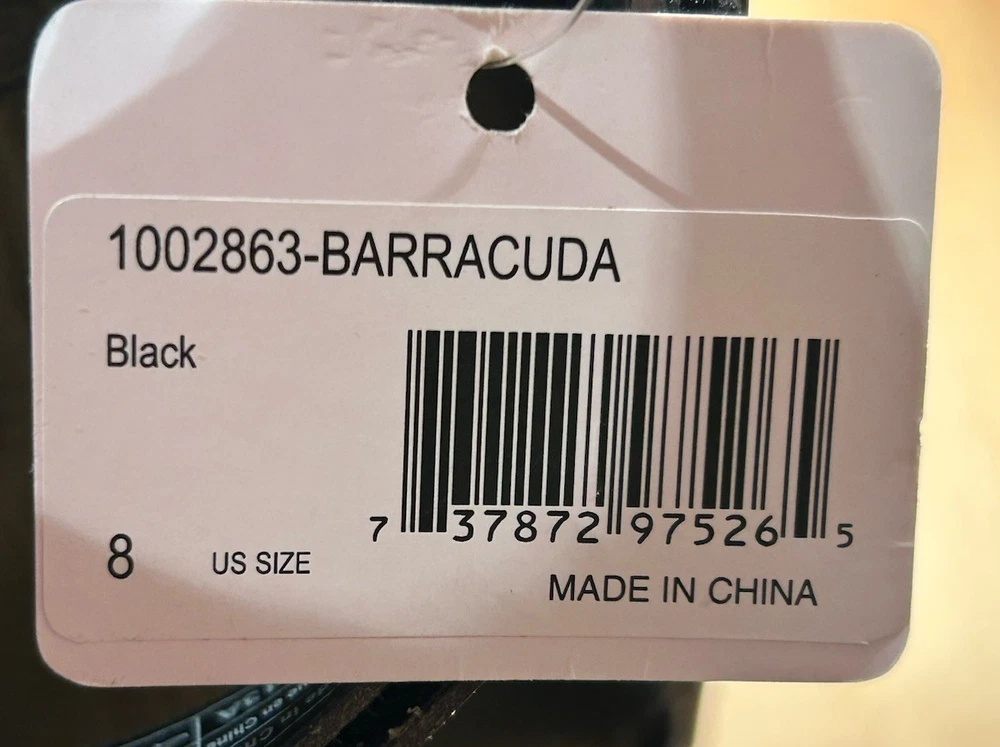 1002863-BARRACUDA
Black
7 37872 97526 5
8 US SIZE
MADE IN CHINA